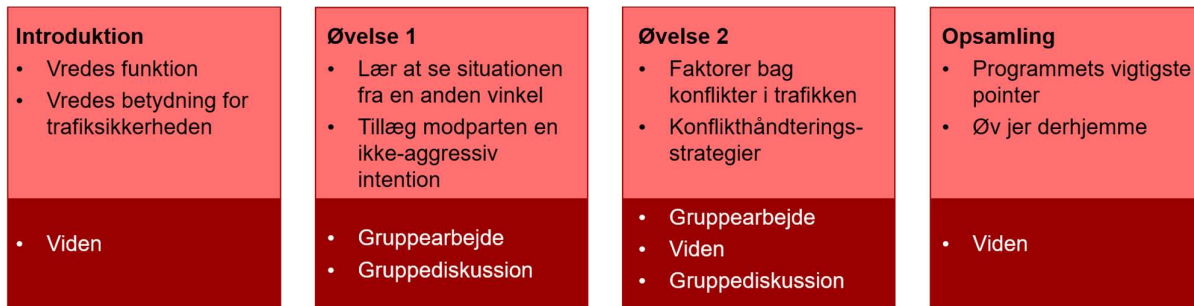 Introduktion
• Vredes funktion
• Vredes betydning for
trafiksikkerheden
• Viden
Øvelse 1
• Lær at se situationen
fra en anden vinkel
• Tillæg modparten en
ikke-aggressiv
intention
• Gruppearbejde
• Gruppediskussion
Øvelse 2
• Faktorer bag
konflikter i trafikken
• Konflikthåndterings-
strategier
• Gruppearbejde
• Viden
• Gruppediskussion
Opsamling
• Programmets vigtigste
pointer
• Øv jer derhjemme
• Viden